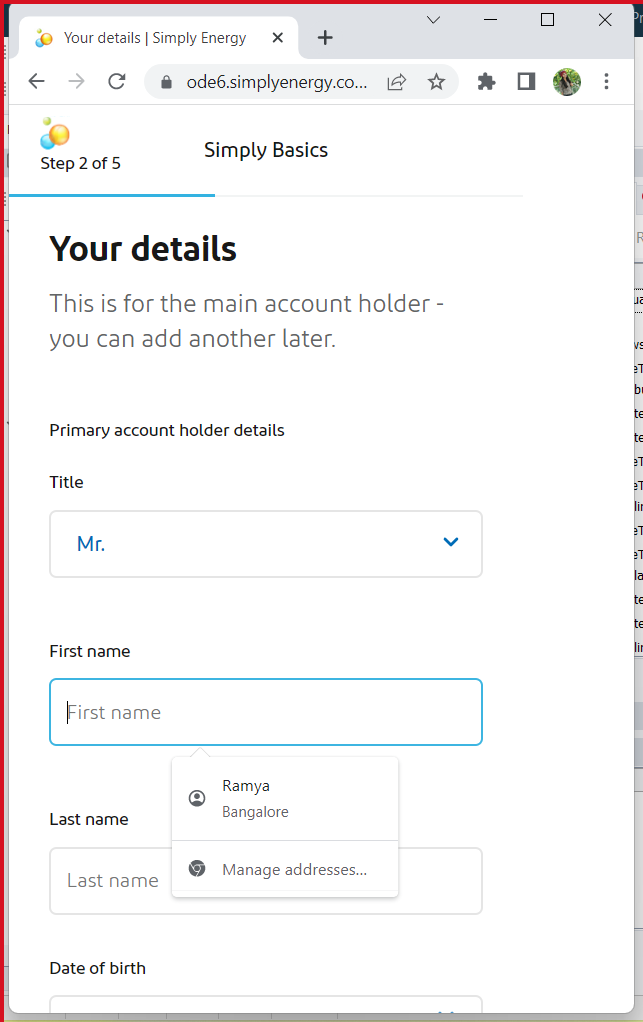 Your details | Simply Energy
ode6.simplyenergy.co...
Step 2 of 5
Simply Basics
Your details
This is for the main account holder -
you can add another later.
Primary account holder details
Title
Mr.
First name
First name
Ramya
Bangalore
Last name
Manage addresses...
Last name
Date of birth